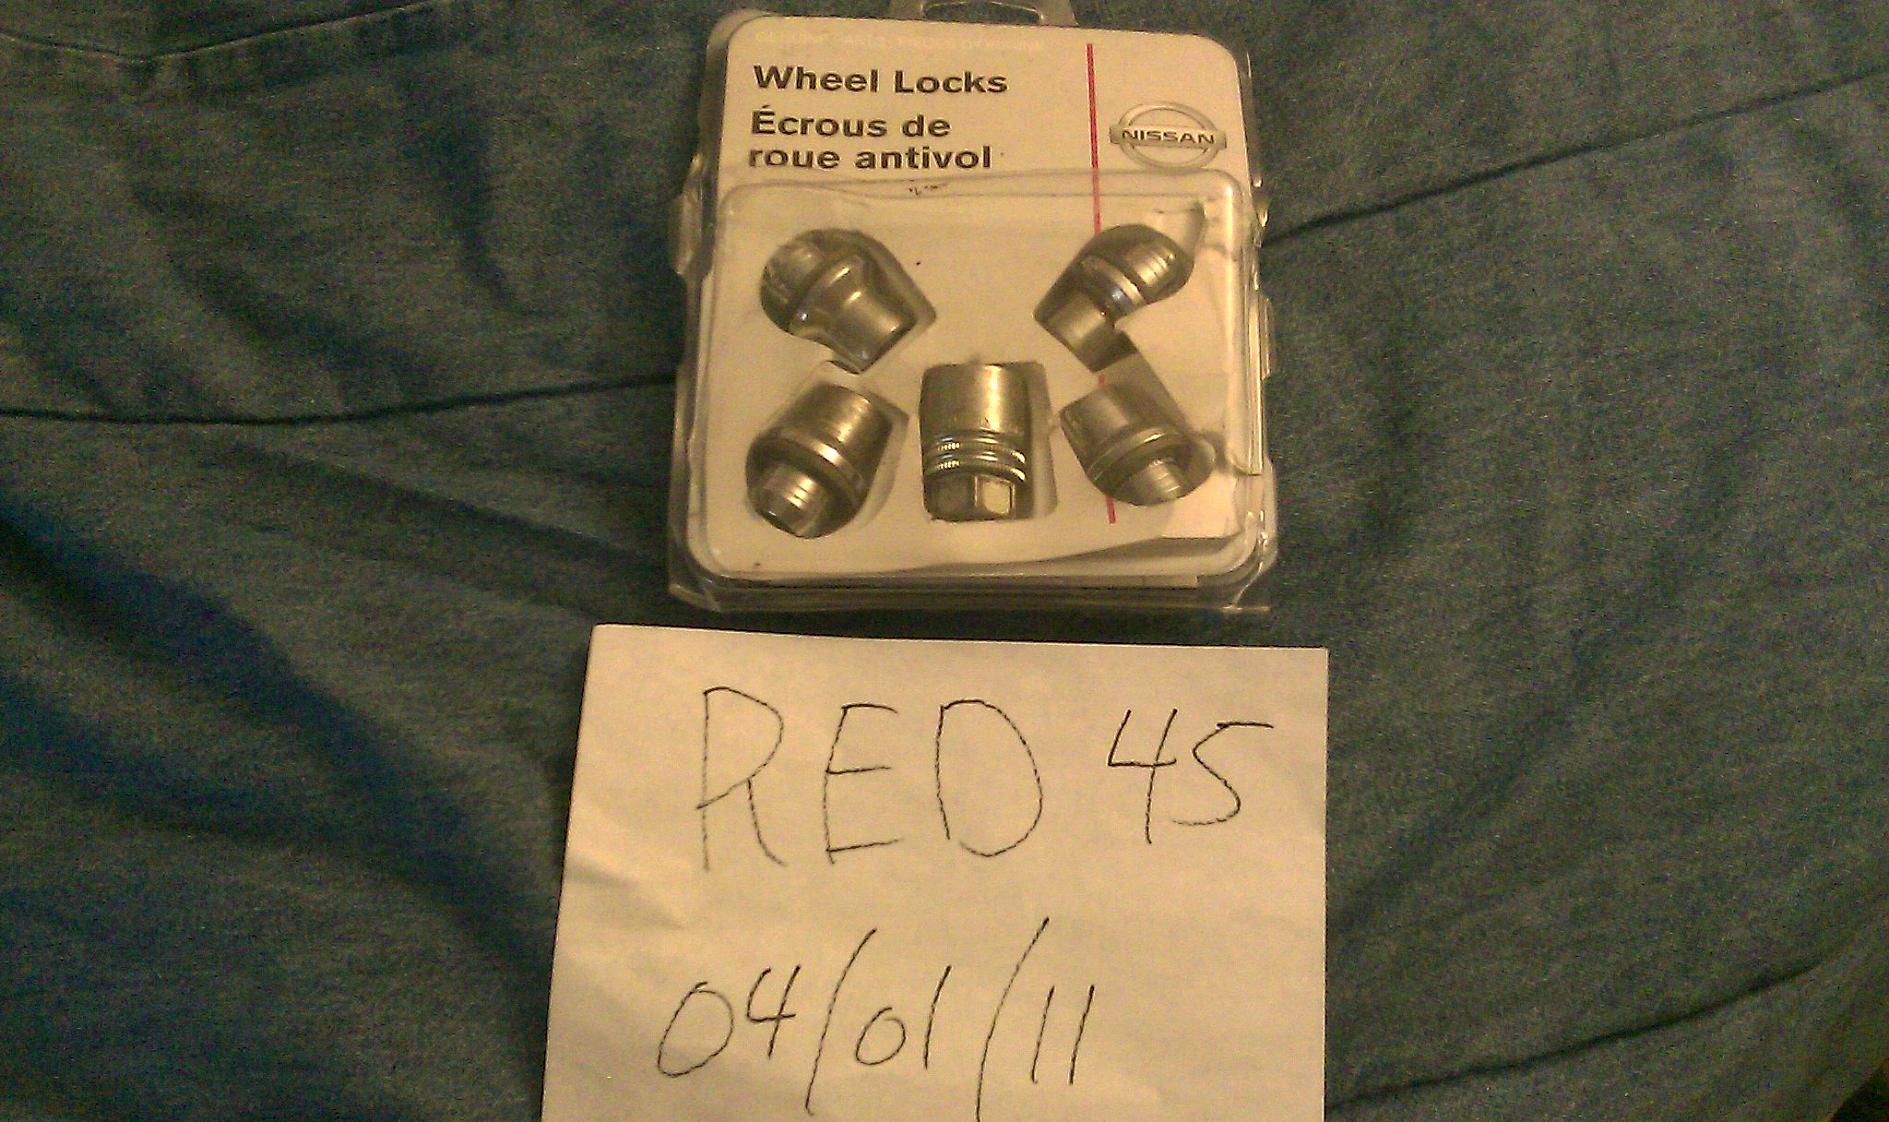 Wheel Locks
Écrous de
roue antivol
NISSAN
RED 45
04/01/11